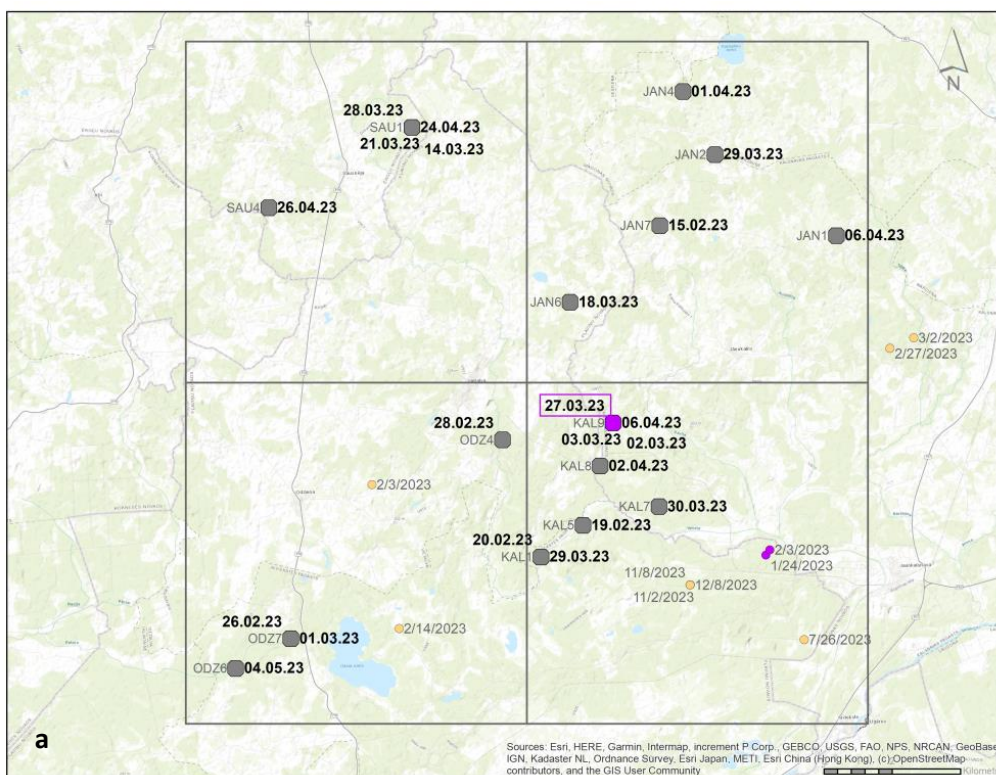 N
JAN4 01.04.23
28.03.23
SAU1 24.04.23
21.03.23 14.03.23
JAN2 29.03.23
SAU4 26.04.23
JAN7 15.02.23
JAN1 06.04.23
JAN6 18.03.23
3/2/2023
2/27/2023
27.03.23
KAL9 06.04.23
03.03.23 02.03.23
28.02.23
ODZ4
KAL8 02.04.23
2/3/2023
KAL7 30.03.23
KAL5 19.02.23
20.02.23
KAL1 29.03.23
2/3/2023
1/24/2023
11/8/2023 12/8/2023
11/2/2023
26.02.23
ODZ7 01.03.23
2/14/2023
7/26/2023
ODZ6 04.05.23
a
Sources: Esri, HERE, Garmin, Intermap, increment P Corp., GEBCO, USGS, FAO, NPS, NRCAN, GeoBase,
IGN, Kadaster NL, Ordnance Survey, Esri Japan, METI, Esri China (Hong Kong), (c) OpenStreetMap
contributors, and the GIS User Community